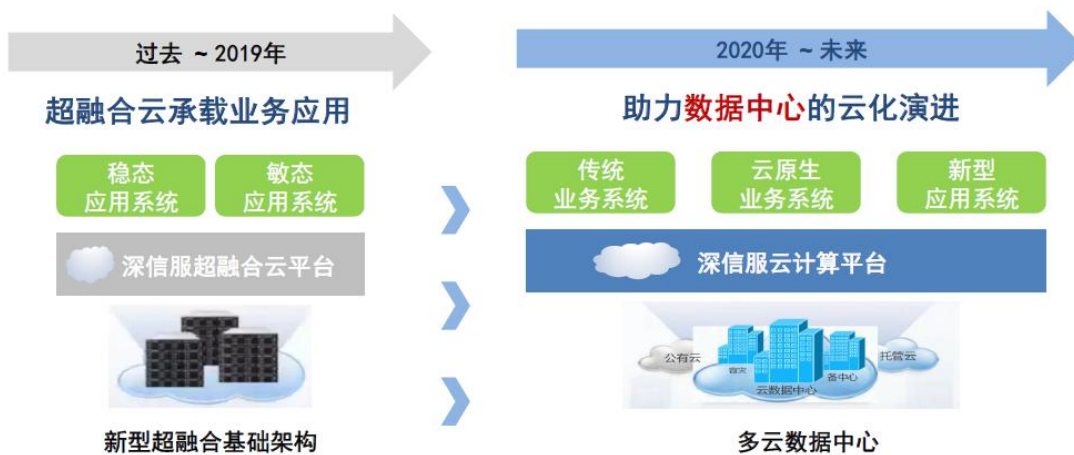 过去 ~ 2019年
超融合云承载业务应用
稳态
应用系统
敏态
应用系统
深信服超融合云平台
新型超融合基础架构
2020年 ~ 未来
助力数据中心的云化演进
传统
业务系统
云原生
业务系统
新型
应用系统
深信服云计算平台
公有云
托管云
备中心
云数据中心
多云数据中心